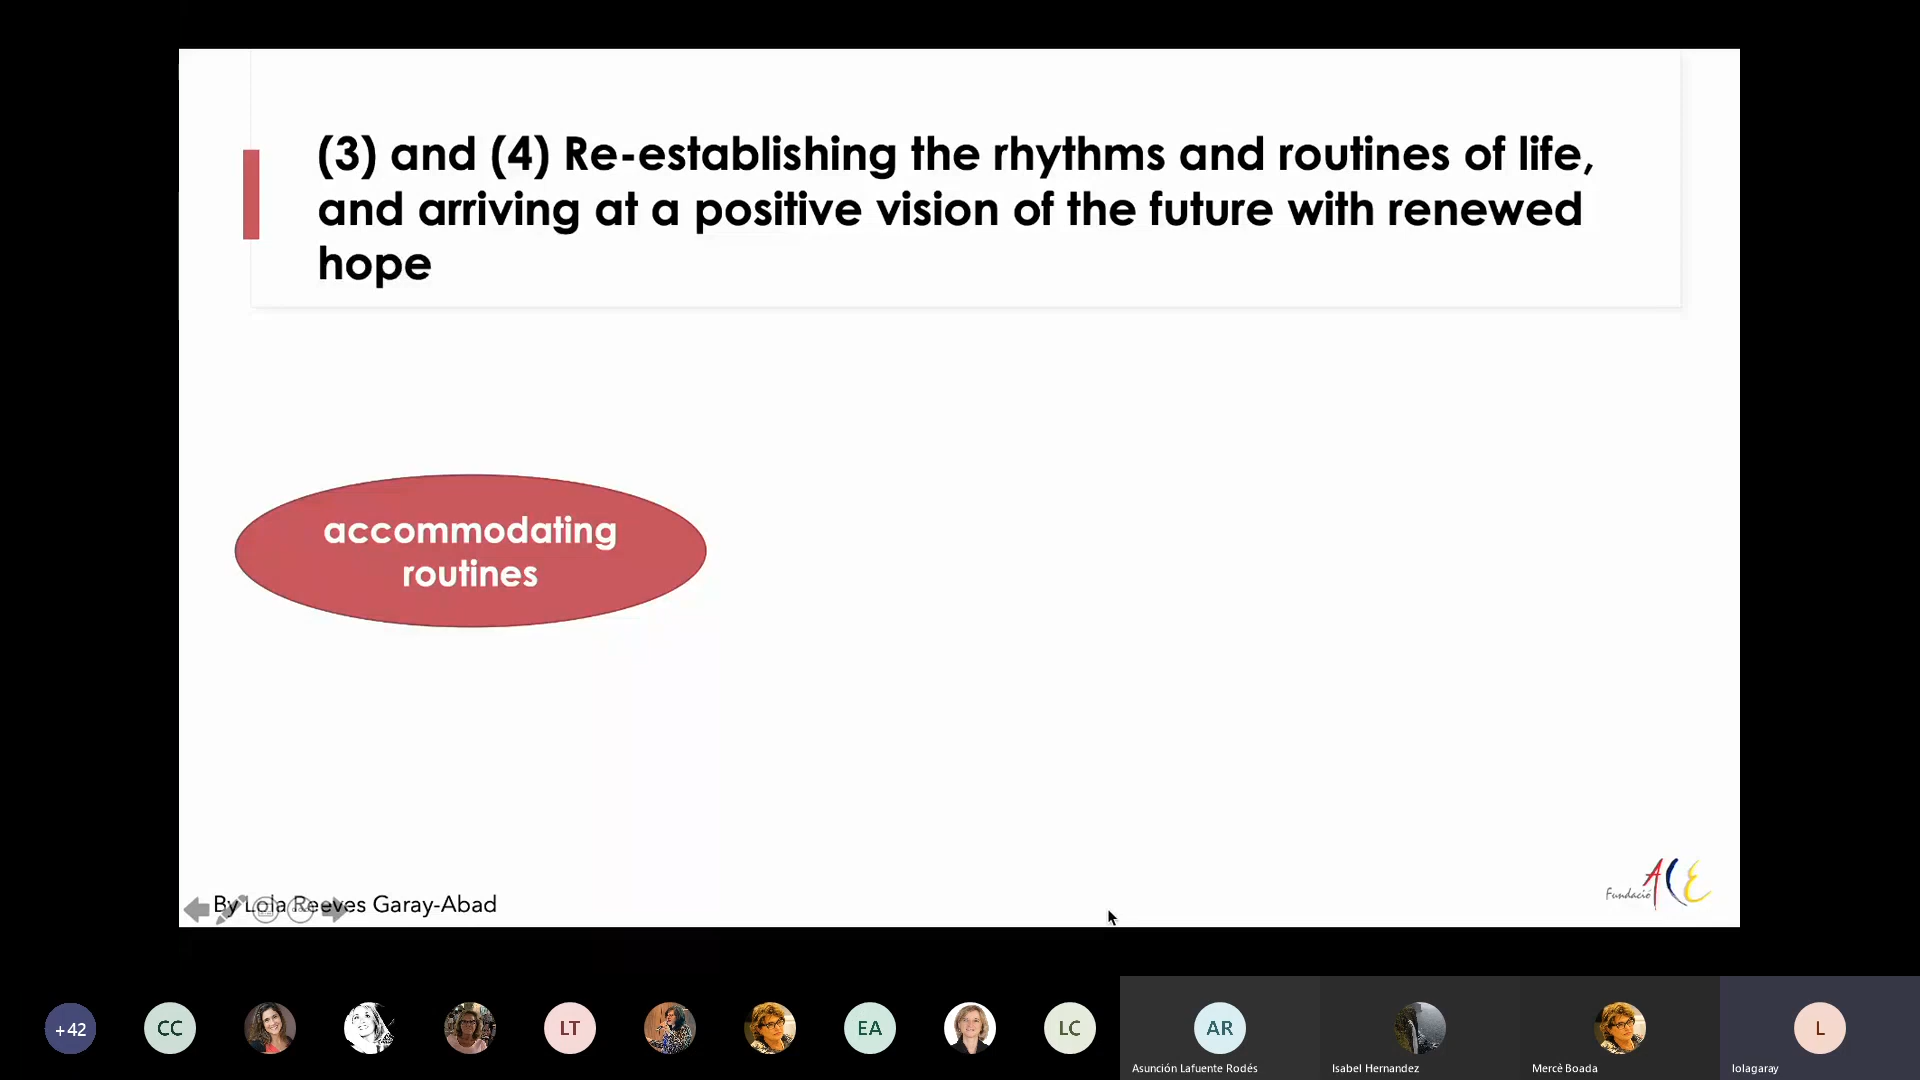 (3) and (4) Re-establishing the rhythms and routines of life,
and arriving at a positive vision of the future with renewed
hope
accommodating
routines
By Lola Reeves Garay-Abad
Fundació ACE
+42
CC
LT
EA
LC
AR
L
Asunción Lafuente Rodés
Isabel Hernandez
Mercè Boada
lolagaray